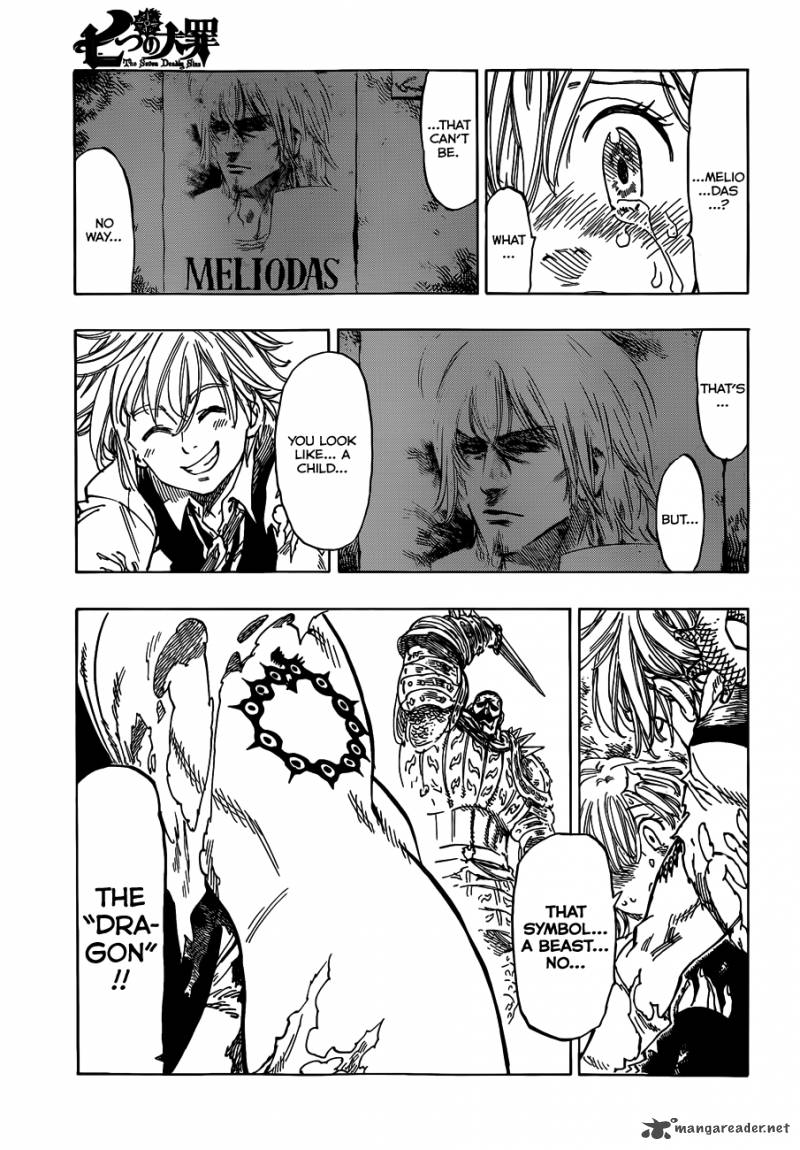 七つの大罪
The Seven Deadly Sins
...MELIO
...DAS
...?
WHAT
...
...THAT
CAN'T
BE.
NO
WAY...
MELIODAS
THAT'S
...
BUT...
YOU LOOK
LIKE... A
CHILD...
THAT
SYMBOL...
A BEAST...
NO...
THE
"DRA-
GON"
!!
mangareader.net